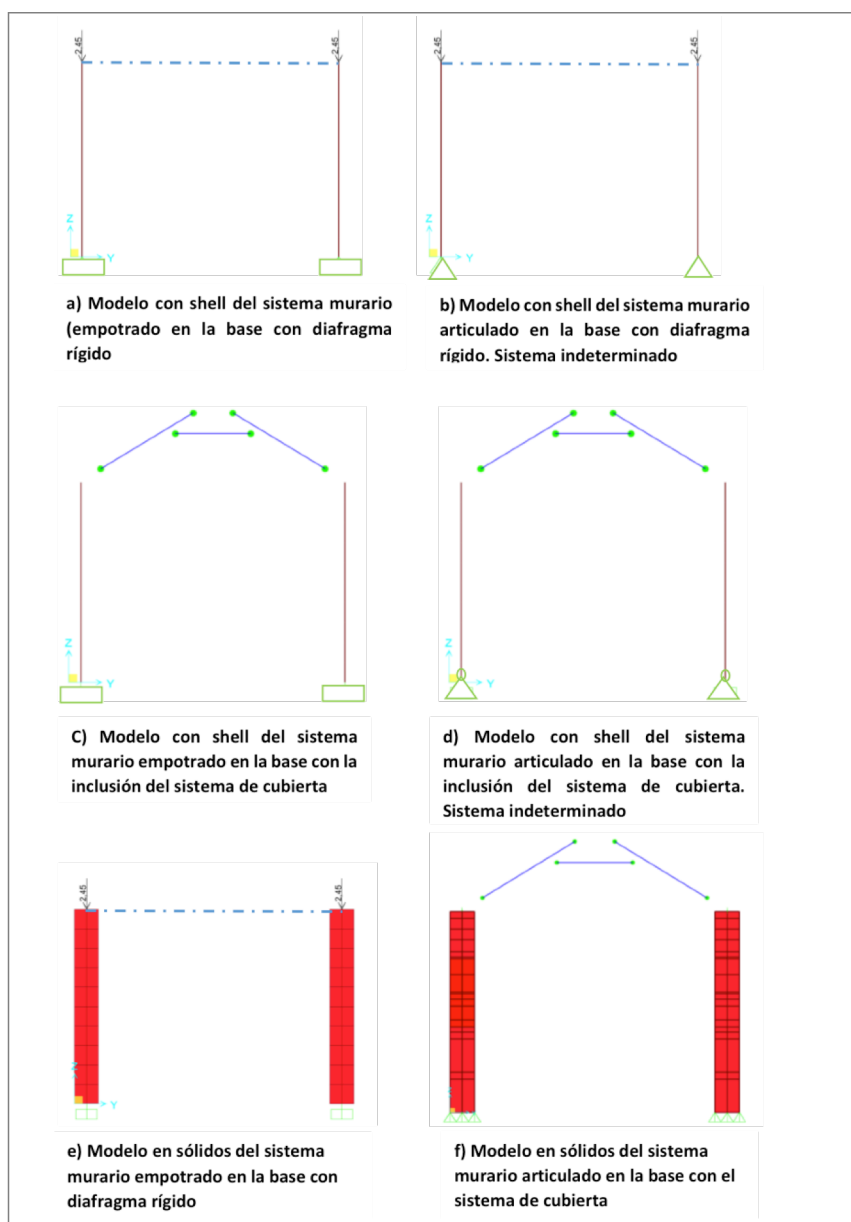 2.45
2.45
2.45
2.45
Z
Y
Z
Y
a) Modelo con shell del sistema murario
(empotrado en la base con diafragma
rígido
b) Modelo con shell del sistema murario
articulado en la base con diafragma
rígido. Sistema indeterminado
Z
Y
Z
Y
C) Modelo con shell del sistema
murario empotrado en la base con la
inclusión del sistema de cubierta
d) Modelo con shell del sistema
murario articulado en la base con la
inclusión del sistema de cubierta.
Sistema indeterminado
2.45
2.45
Z
Y
e) Modelo en sólidos del sistema
murario empotrado en la base con
diafragma rígido
f) Modelo en sólidos del sistema
murario articulado en la base con el
sistema de cubierta